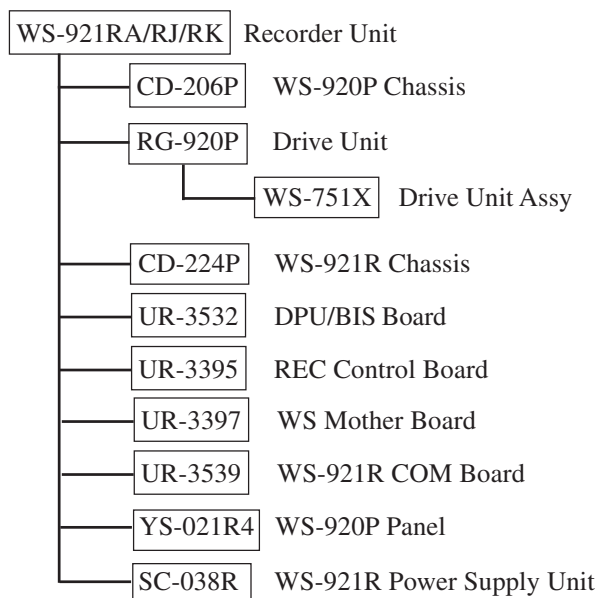 WS-921RA/RJ/RK Recorder Unit
CD-206P WS-920P Chassis
RG-920P Drive Unit
WS-751X Drive Unit Assy
CD-224P WS-921R Chassis
UR-3532 DPU/BIS Board
UR-3395 REC Control Board
UR-3397 WS Mother Board
UR-3539 WS-921R COM Board
YS-021R4 WS-920P Panel
SC-038R WS-921R Power Supply Unit